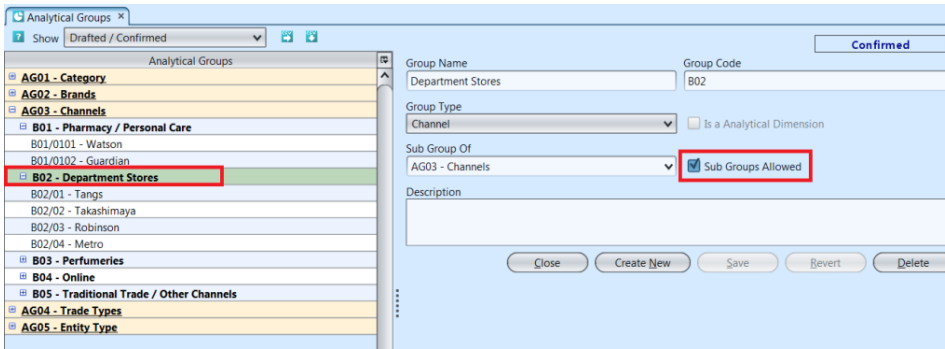 Analytical Groups ×
Show Drafted / Confirmed
Confirmed
Analytical Groups
AG01 - Category
AG02 - Brands
AG03 - Channels
B01 - Pharmacy / Personal Care
B01/0101 - Watson
B01/0102 - Guardian
B02 - Department Stores
B02/01 - Tangs
B02/02 - Takashimaya
B02/03 - Robinson
B02/04 - Metro
B03 - Perfumeries
B04 - Online
B05 - Traditional Trade / Other Channels
AG04 - Trade Types
AG05 - Entity Type
Group Name Group Code
Department Stores B02
Group Type
Channel Is a Analytical Dimension
Sub Group Of
AG03 - Channels Sub Groups Allowed
Description
Close Create New Save Revert Delete